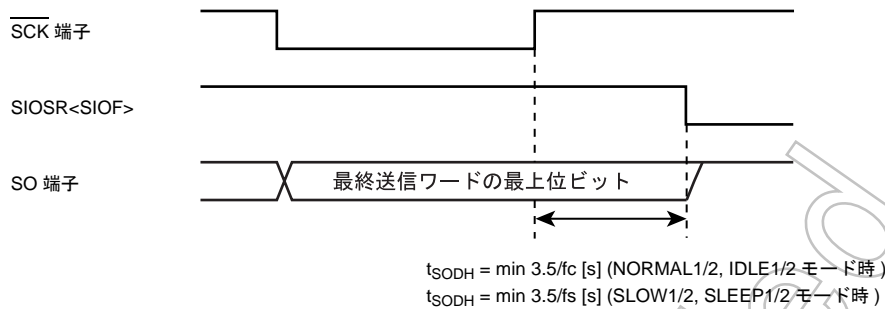 SCK 端子
SIOSR<SIOF>
SO 端子
最終送信ワードの最上位ビット
tSODH = min 3.5/fc [s] (NORMAL1/2, IDLE1/2 モード時 )
tSODH = min 3.5/fs [s] (SLOW1/2, SLEEP1/2 モード時 )